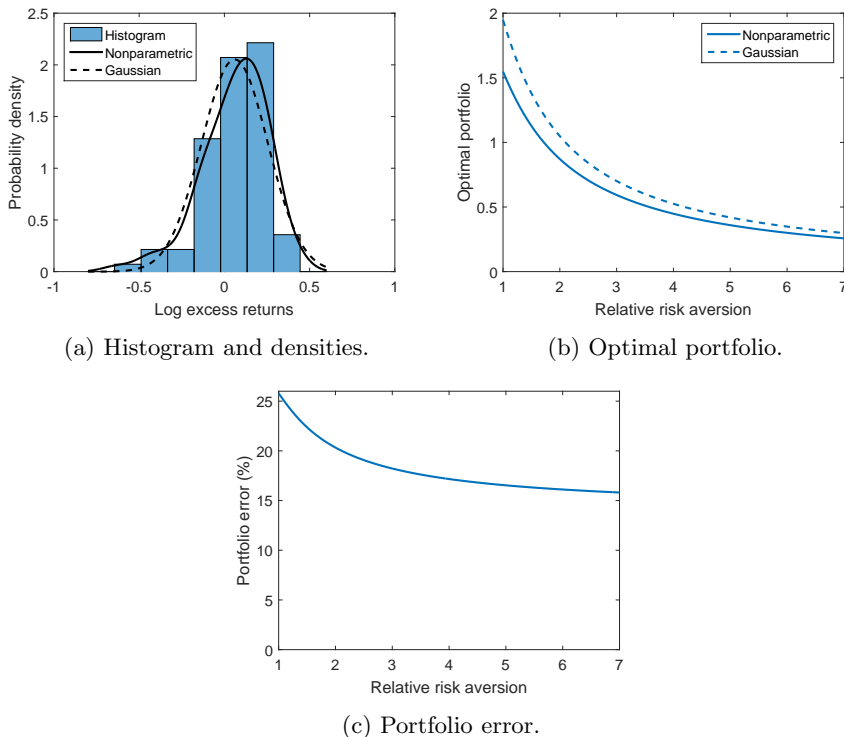 Histogram
Nonparametric
Gaussian
Probability density
2.5
2
1.5
1
0.5
0
-1
-0.5
0
0.5
1
Log excess returns
(a) Histogram and densities.
Nonparametric
Gaussian
Optimal portfolio
2
1.5
1
0.5
0
1
2
3
4
5
6
7
Relative risk aversion
(b) Optimal portfolio.
Portfolio error (%)
25
20
15
10
5
0
1
2
3
4
5
6
7
Relative risk aversion
(c) Portfolio error.